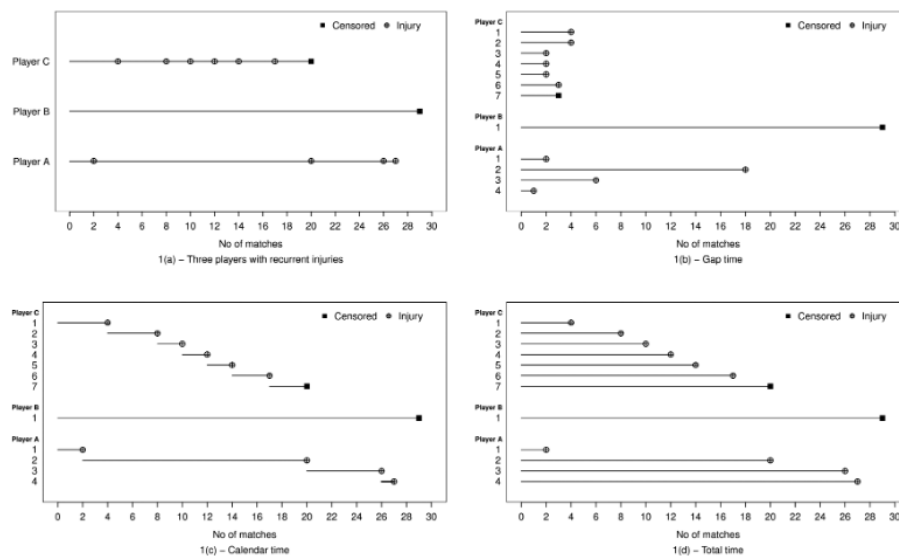 ■ Censored ⊕ Injury
Player C
Player B
Player A
0 2 4 6 8 10 12 14 16 18 20 22 24 26 28 30
No of matches
1(a) – Three players with recurrent injuries
■ Censored ⊕ Injury
Player C
1
2
3
4
5
6
7
Player B
1
Player A
1
2
3
4
0 2 4 6 8 10 12 14 16 18 20 22 24 26 28 30
No of matches
1(b) – Gap time
■ Censored ⊕ Injury
Player C
1
2
3
4
5
6
7
Player B
1
Player A
1
2
3
4
0 2 4 6 8 10 12 14 16 18 20 22 24 26 28 30
No of matches
1(c) – Calendar time
■ Censored ⊕ Injury
Player C
1
2
3
4
5
6
7
Player B
1
Player A
1
2
3
4
0 2 4 6 8 10 12 14 16 18 20 22 24 26 28 30
No of matches
1(d) – Total time